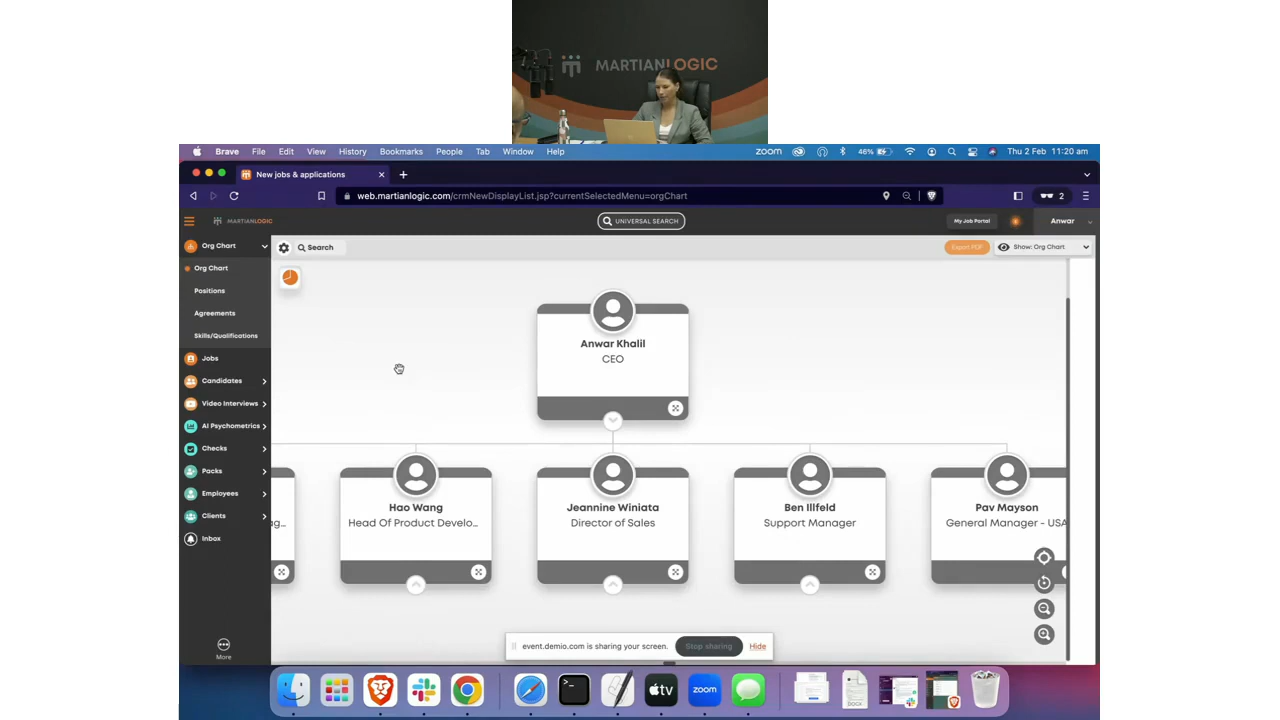 MARTIANLOGIC
Brave File Edit View History Bookmarks People Tab Window Help
zoom 46% Thu 2 Feb 11:20 am
New jobs & applications
web.martianlogic.com/crmNewDisplayList.jsp?currentSelectedMenu=orgChart
2
MARTIANLOGIC
UNIVERSAL SEARCH
My Job Portal
Anwar
Org Chart
Search
Export PDF
Show: Org Chart
Org Chart
Positions
Agreements
Skills/Qualifications
Jobs
Candidates
Video Interviews
AI Psychometrics
Checks
Packs
Employees
Clients
Inbox
More
Anwar Khalil
CEO
ag...
Hao Wang
Head Of Product Develo...
Jeannine Winiata
Director of Sales
Ben Illfeld
Support Manager
Pav Mayson
General Manager - USA
event.demio.com is sharing your screen.
Stop sharing
Hide
tv
zoom
DOCX